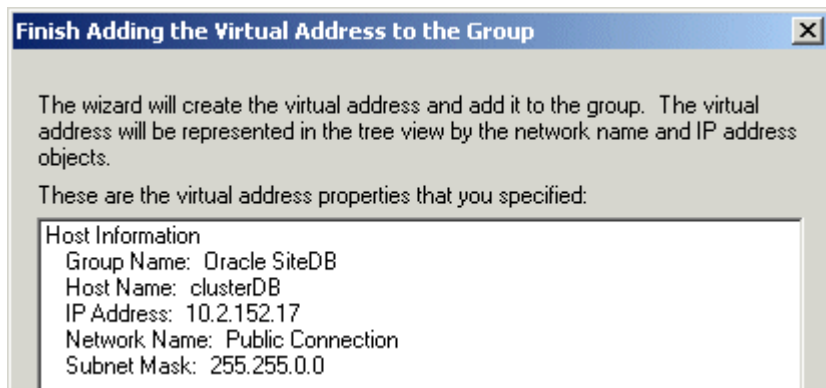 Finish Adding the Virtual Address to the Group
The wizard will create the virtual address and add it to the group. The virtual
address will be represented in the tree view by the network name and IP address
objects.
These are the virtual address properties that you specified:
Host Information
Group Name: Oracle SiteDB
Host Name: clusterDB
IP Address: 10.2.152.17
Network Name: Public Connection
Subnet Mask: 255.255.0.0